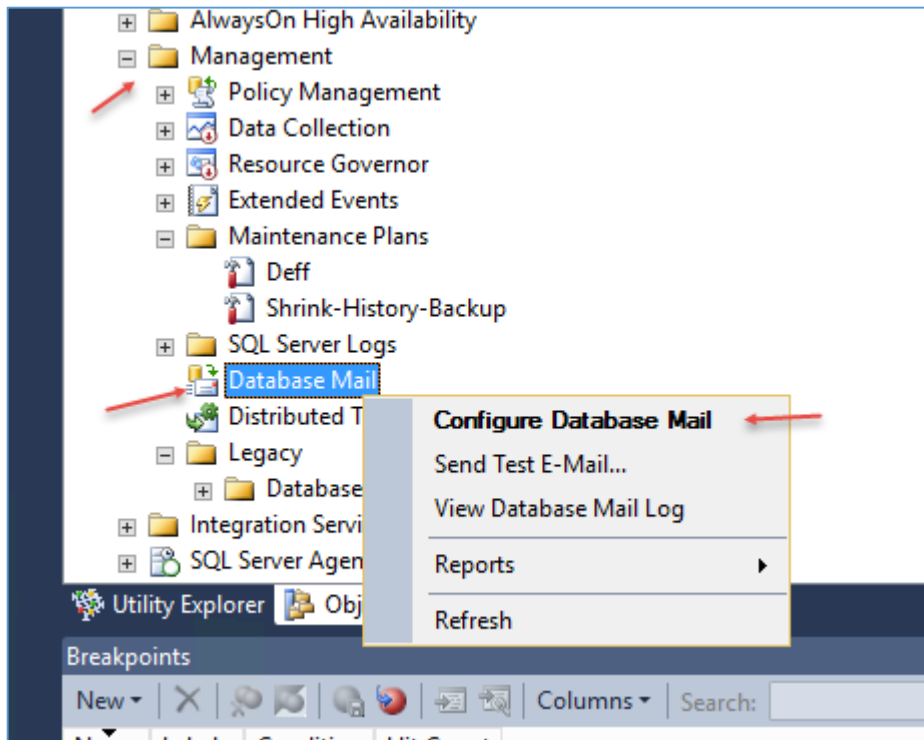 AlwaysOn High Availability
Management
Policy Management
Data Collection
Resource Governor
Extended Events
Maintenance Plans
Deff
Shrink-History-Backup
SQL Server Logs
Database Mail
Distributed T
Legacy
Database
Integration Servi
SQL Server Agen
Configure Database Mail
Send Test E-Mail...
View Database Mail Log
Reports
Refresh
Utility Explorer Obj
Breakpoints
New Columns Search: